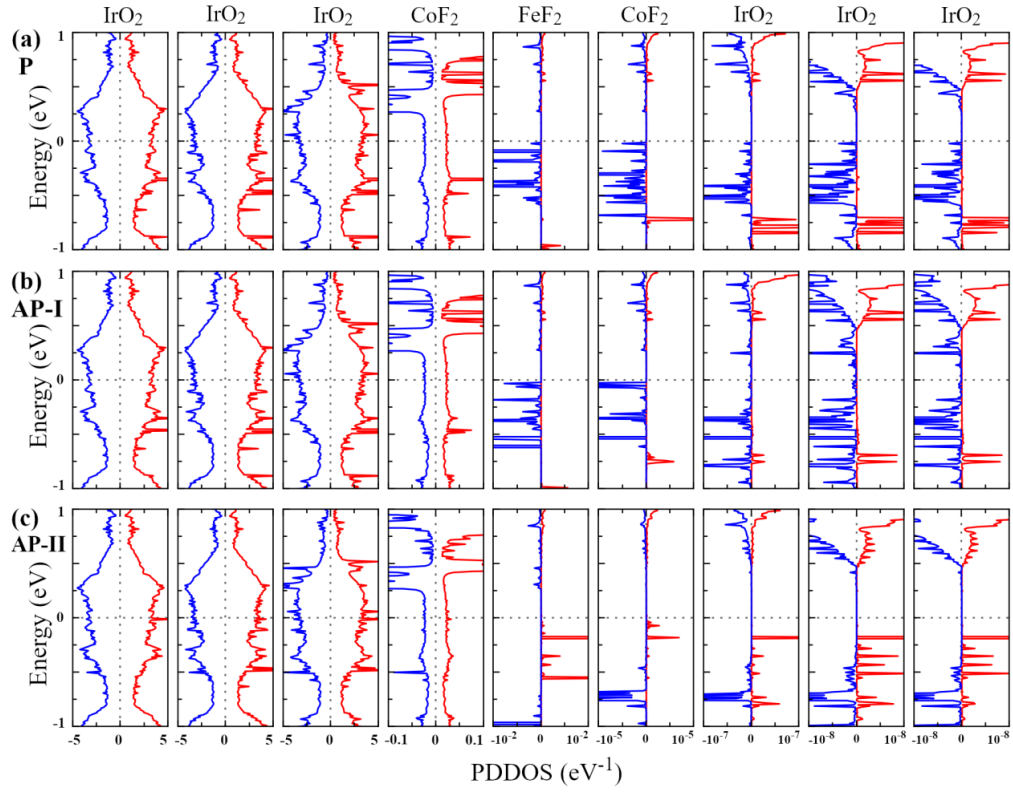 IrO₂ IrO₂ IrO₂ CoF₂ FeF₂ CoF₂ IrO₂ IrO₂ IrO₂
(a)
P
Energy (eV)
1
0
-1
(b)
AP-I
Energy (eV)
1
0
-1
(c)
AP-II
Energy (eV)
1
0
-1
-5 0 5 0 5 -5 0 5 -0.1 0 0.1 -10⁻² 0 10⁻² -10⁻⁵ 0 10⁻⁵ -10⁻⁷ 0 10⁻⁷ -10⁻⁸ 0 10⁻⁸ -10⁻⁸ 0 10⁻⁸
PDDOS (eV⁻¹)